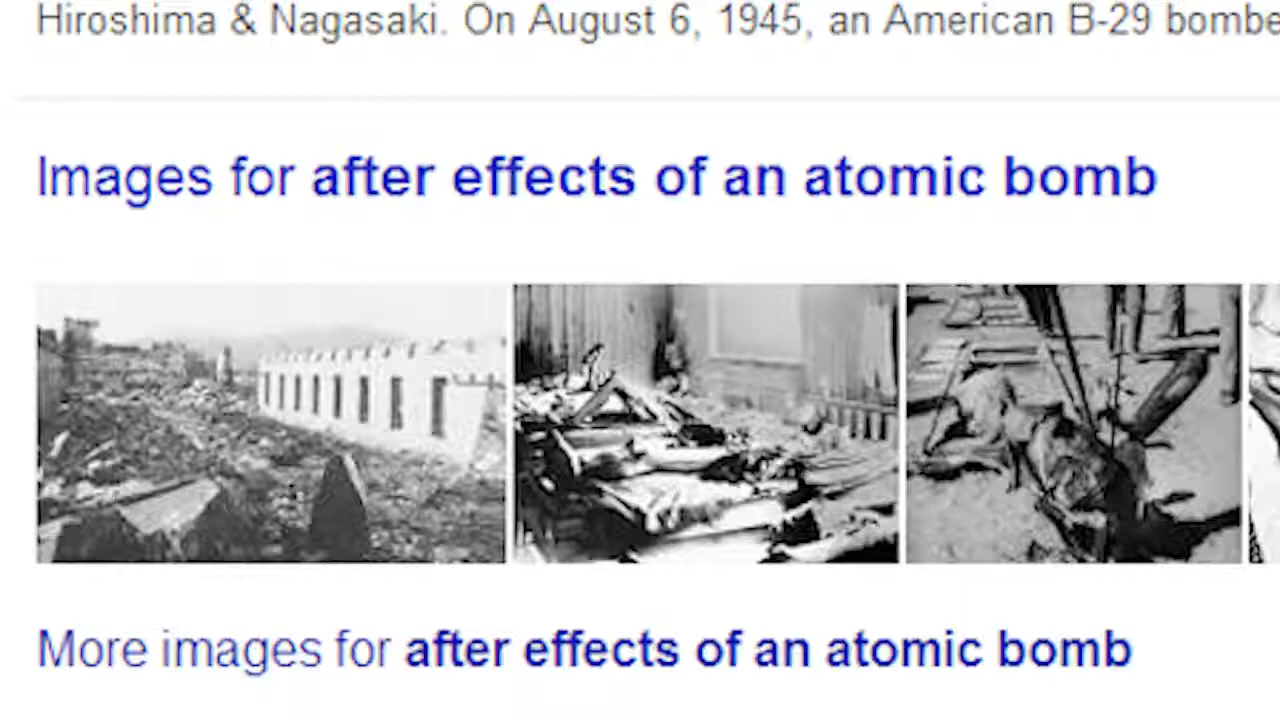 Hiroshima & Nagasaki. On August 6, 1945, an American B-29
Images for after effects of an atomic bomb
More images for after effects of an atomic bomb